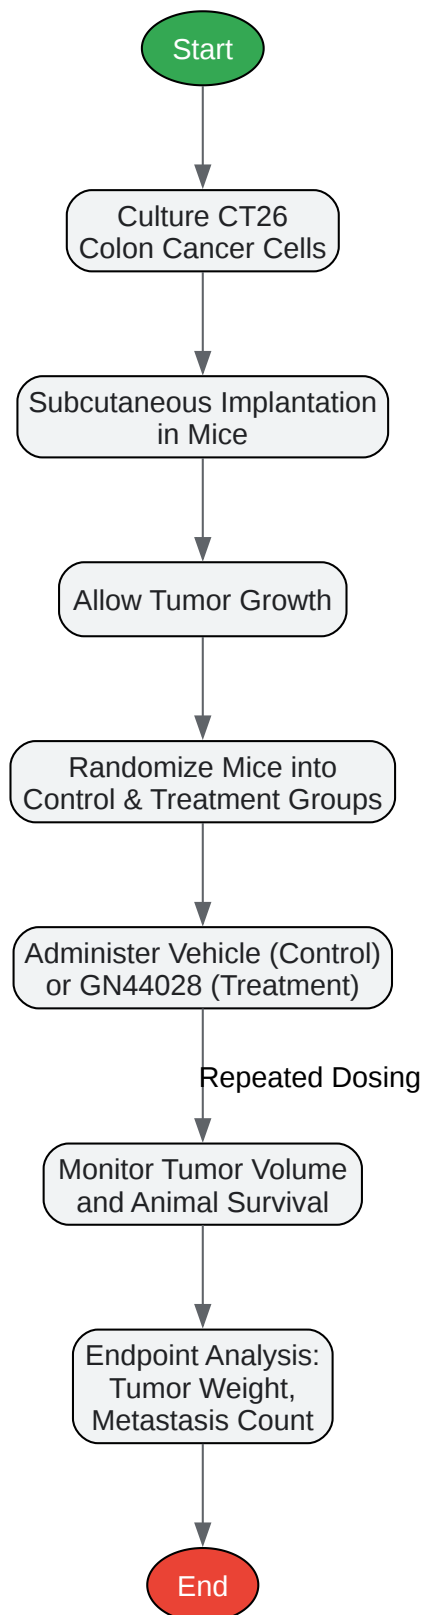 Start
Culture CT26
Colon Cancer Cells
Subcutaneous Implantation
in Mice
Allow Tumor Growth
Randomize Mice into
Control & Treatment Groups
Administer Vehicle (Control)
or GN44028 (Treatment)
Repeated Dosing
Monitor Tumor Volume
and Animal Survival
Endpoint Analysis:
Tumor Weight,
Metastasis Count
End